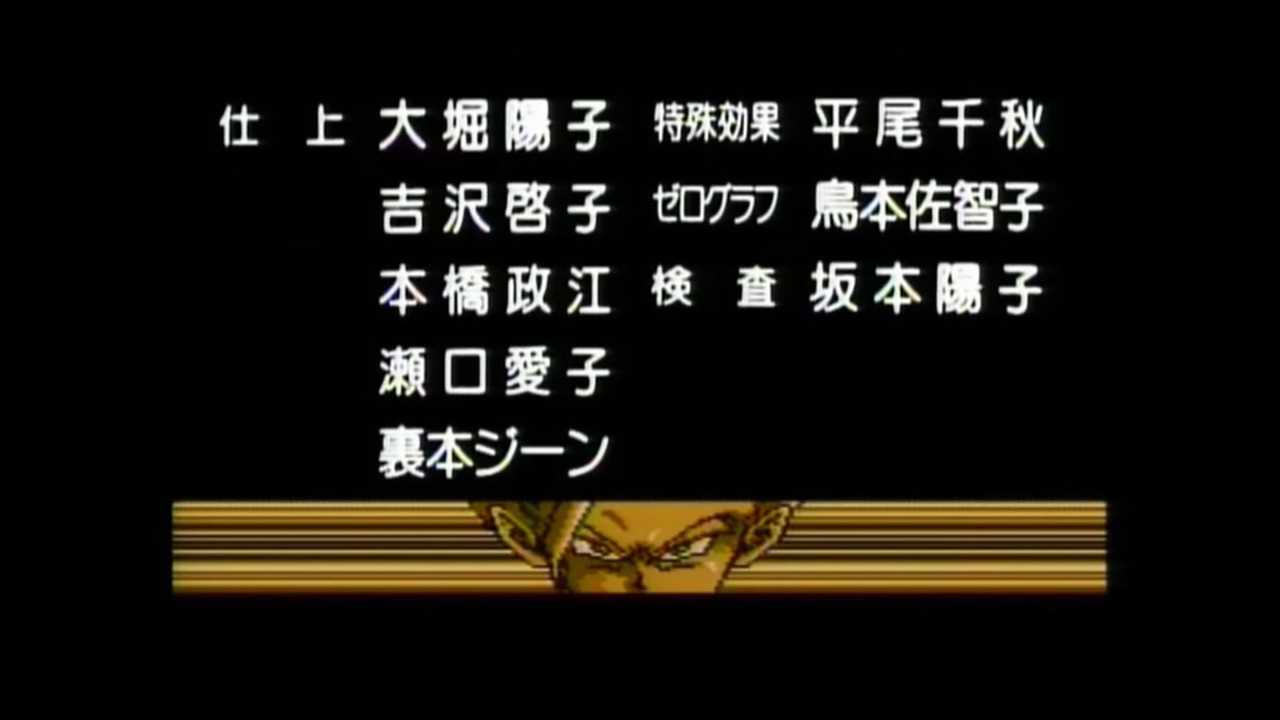 仕上 大堀陽子 特殊効果 平尾千秋
吉沢啓子 ゼログラフ 鳥本佐智子
本橋政江 検査 坂本陽子
瀬口愛子
裏本ジーン